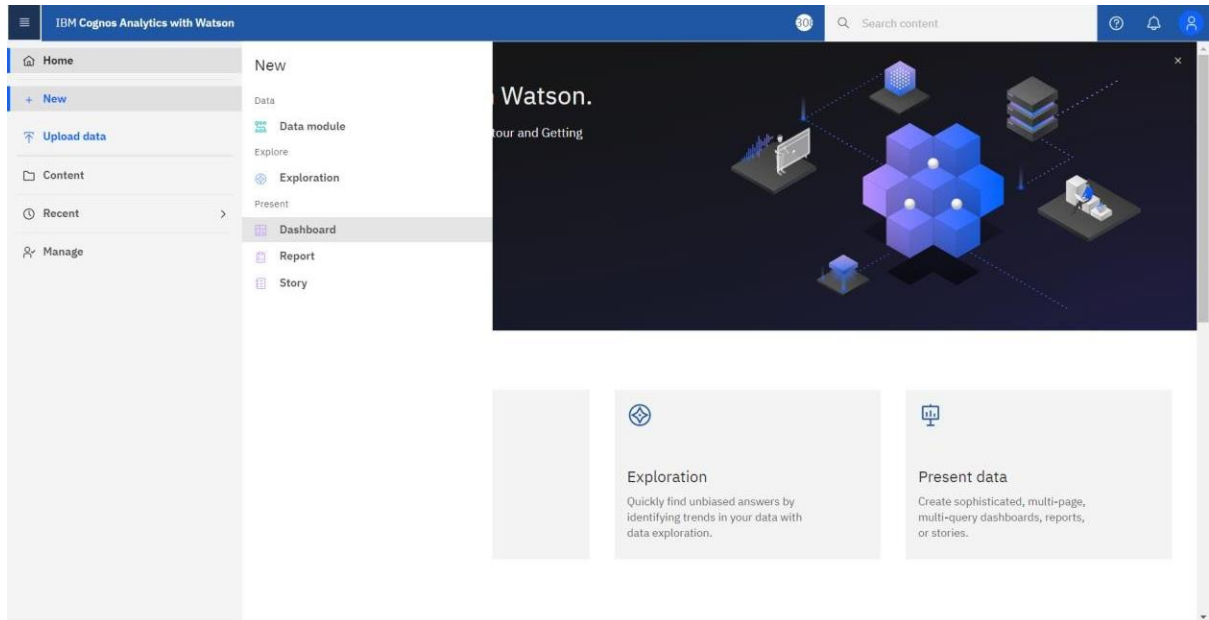 IBM Cognos Analytics with Watson
Search content
Home
New
Upload data
Content
Recent
Manage
New
Data
Data module
Explore
Exploration
Present
Dashboard
Report
Story
Watson.
tour and Getting
Exploration
Quickly find unbiased answers by
identifying trends in your data with
data exploration.
Present data
Create sophisticated, multi-page,
multi-query dashboards, reports,
or stories.